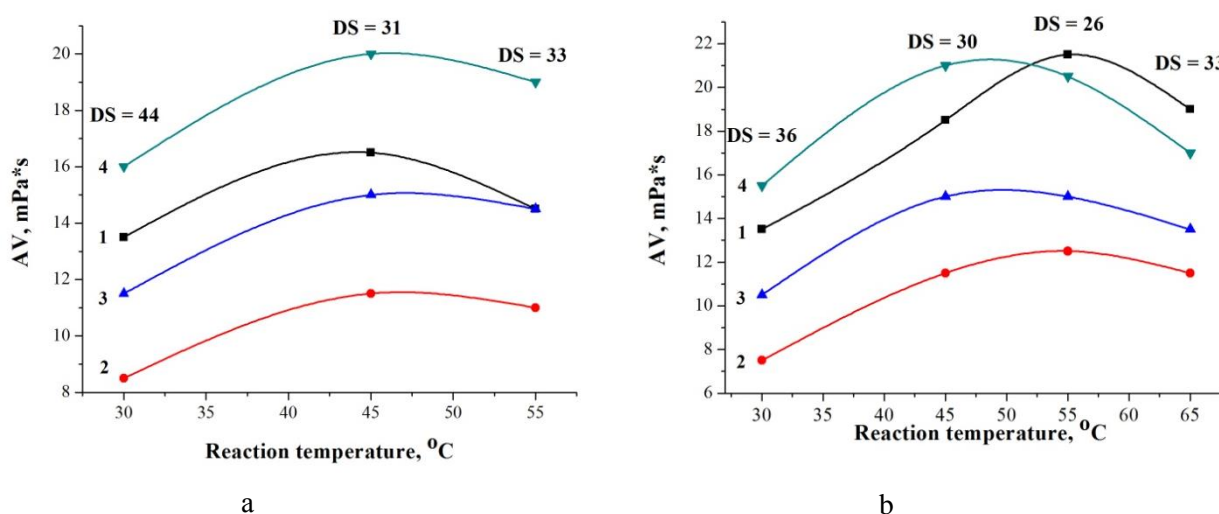 DS = 31
DS = 33
DS = 44
20
18
16
14
12
10
8
4
1
3
2
AV, mPa*s
30
35
40
45
50
55
Reaction temperature, °C
a
DS = 26
DS = 30
DS = 33
DS = 36
22
20
18
16
14
12
10
8
6
4
1
3
2
AV, mPa*s
30
35
40
45
50
55
60
65
Reaction temperature, °C
b